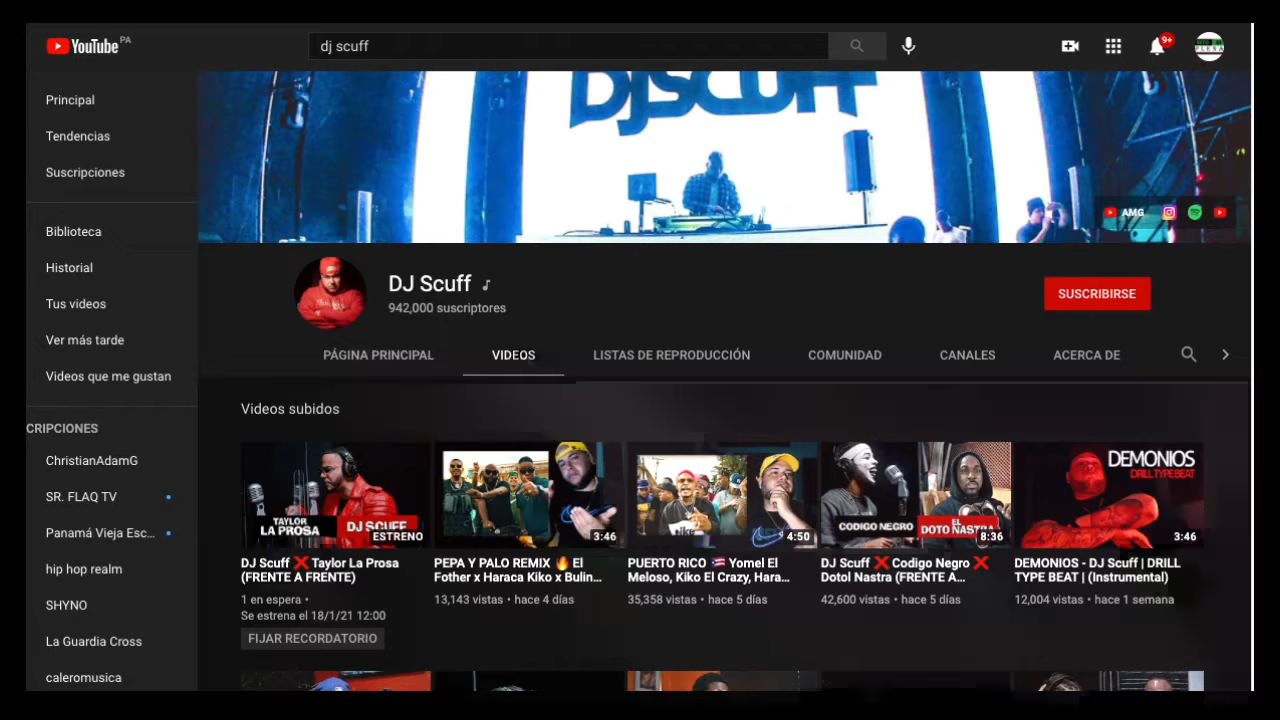 YouTube PA
dj scuff
9+
Principal
Tendencias
Suscripciones
Biblioteca
Historial
Tus videos
Ver más tarde
Videos que me gustan
CRIPCIONES
ChristianAdamG
SR. FLAQ TV
Panamá Vieja Esc...
hip hop realm
SHYNO
La Guardia Cross
caleromusica
DJ SCUFF
AMG
DJ Scuff
942,000 suscriptores
SUSCRIBIRSE
PÁGINA PRINCIPAL
VIDEOS
LISTAS DE REPRODUCCIÓN
COMUNIDAD
CANALES
ACERCA DE
Videos subidos
TAYLOR
LA PROSA
DJ SCUFF
ESTRENO
DJ Scuff ❌ Taylor La Prosa
(FRENTE A FRENTE)
1 en espera •
Se estrena el 18/1/21 12:00
FIJAR RECORDATORIO
3:46
PEPA Y PALO REMIX 🔥 El
Fother x Haraca Kiko x Bulin...
13,143 vistas • hace 4 días
4:50
PUERTO RICO 🇵🇷 Yomel El
Meloso, Kiko El Crazy, Hara...
35,358 vistas • hace 5 días
CODIGO NEGRO
EL
DOTO NASTRA
8:36
DJ Scuff ❌ Codigo Negro ❌
Dotol Nastra (FRENTE A...
42,600 vistas • hace 5 días
DEMONIOS
DRILL TYPE BEAT
3:46
DEMONIOS - DJ Scuff | DRILL
TYPE BEAT | (Instrumental)
12,004 vistas • hace 1 semana